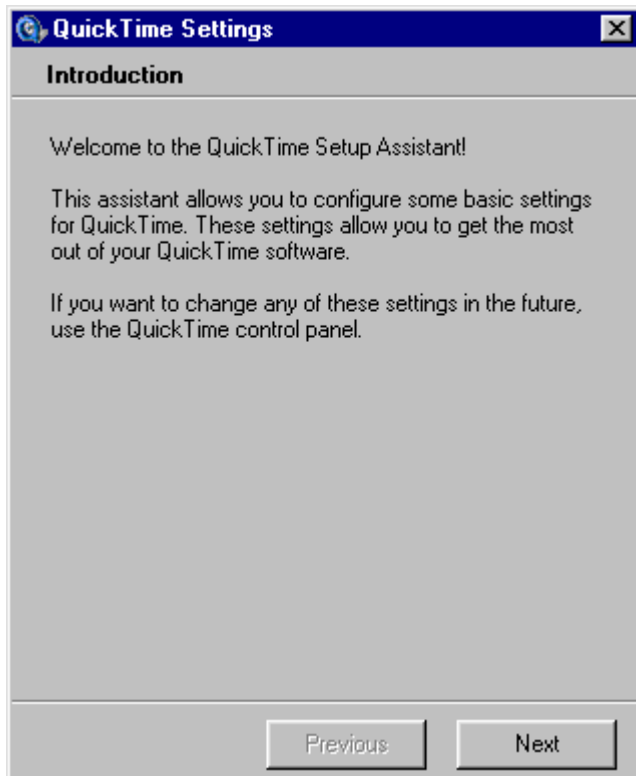 QuickTime Settings
Introduction
Welcome to the QuickTime Setup Assistant!
This assistant allows you to configure some basic settings
for QuickTime. These settings allow you to get the most
out of your QuickTime software.
If you want to change any of these settings in the future,
use the QuickTime control panel.
Previous
Next